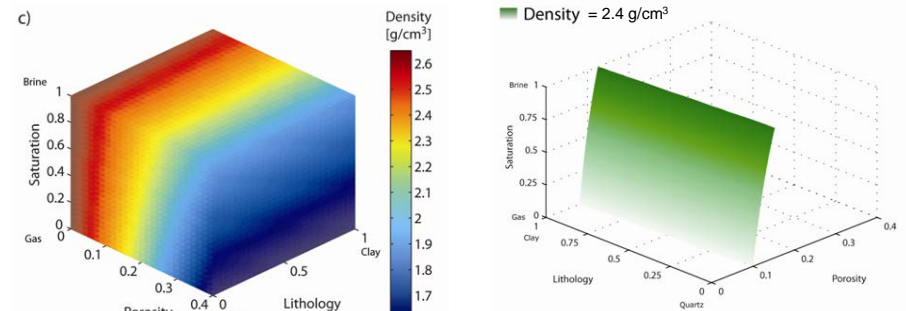 c)
Density
[g/cm³]
2.6
2.5
2.4
2.3
2.2
2.1
2
1.9
1.8
1.7
Brine
1
0.8
0.6
0.4
0.2
0
Gas
Saturation
0
0.1
0.2
0.3
0.4
Porosity
0
0.5
1
Clay
Lithology
Density = 2.4 g/cm³
Brine
1
0.75
0.5
0.25
Gas
0
Saturation
1
Clay
0.75
0.5
0.25
0
Quartz
Lithology
0
0.1
0.2
0.3
0.4
Porosity